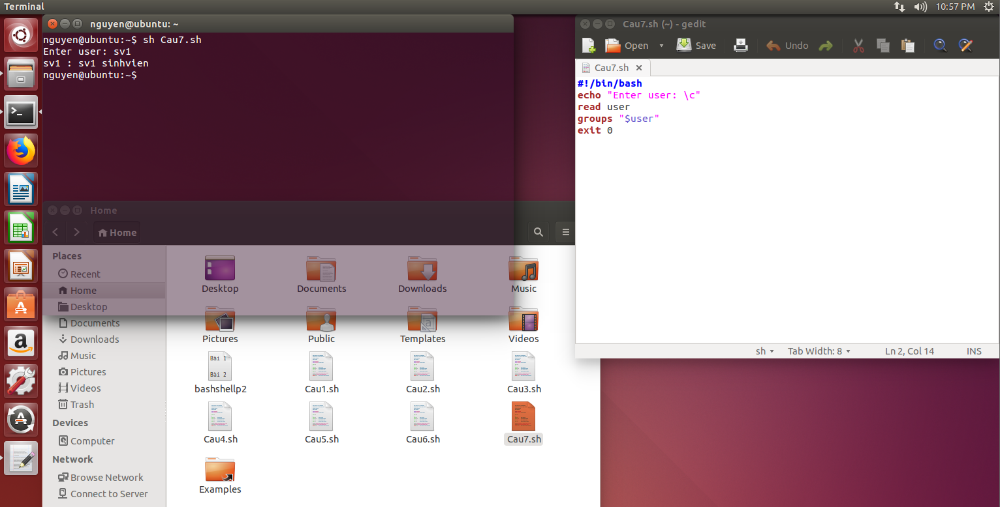 Terminal
10:57 PM
nguyen@ubuntu: ~
nguyen@ubuntu:~$ sh Cau7.sh
Enter user: sv1
sv1 : sv1 sinhvien
nguyen@ubuntu:~$
Cau7.sh (~) - gedit
Open
Save
Undo
Cau7.sh
#!/bin/bash
echo "Enter user: \c"
read user
groups "$user"
exit 0
sh
Tab Width: 8
Ln 2, Col 14
INS
Home
Home
Places
Recent
Home
Desktop
Documents
Downloads
Music
Pictures
Videos
Trash
Devices
Computer
Network
Browse Network
Connect to Server
Desktop
Documents
Downloads
Music
Pictures
Public
Templates
Videos
Bài 1
Bài 2
bashshellp2
Cau1.sh
Cau2.sh
Cau3.sh
Cau4.sh
Cau5.sh
Cau6.sh
Cau7.sh
Examples